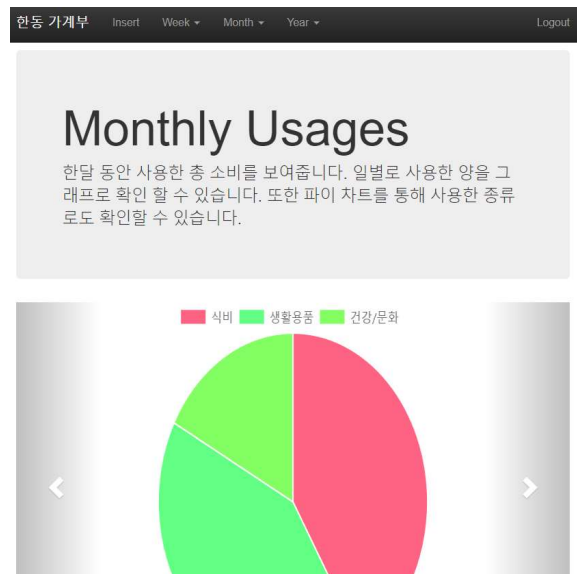 한동 가계부 Insert Week Month Year Logout
Monthly Usages
한달 동안 사용한 총 소비를 보여줍니다. 일별로 사용한 양을 그
래프로 확인 할 수 있습니다. 또한 파이 차트를 통해 사용한 종류
로도 확인할 수 있습니다.
식비 생활용품 건강/문화